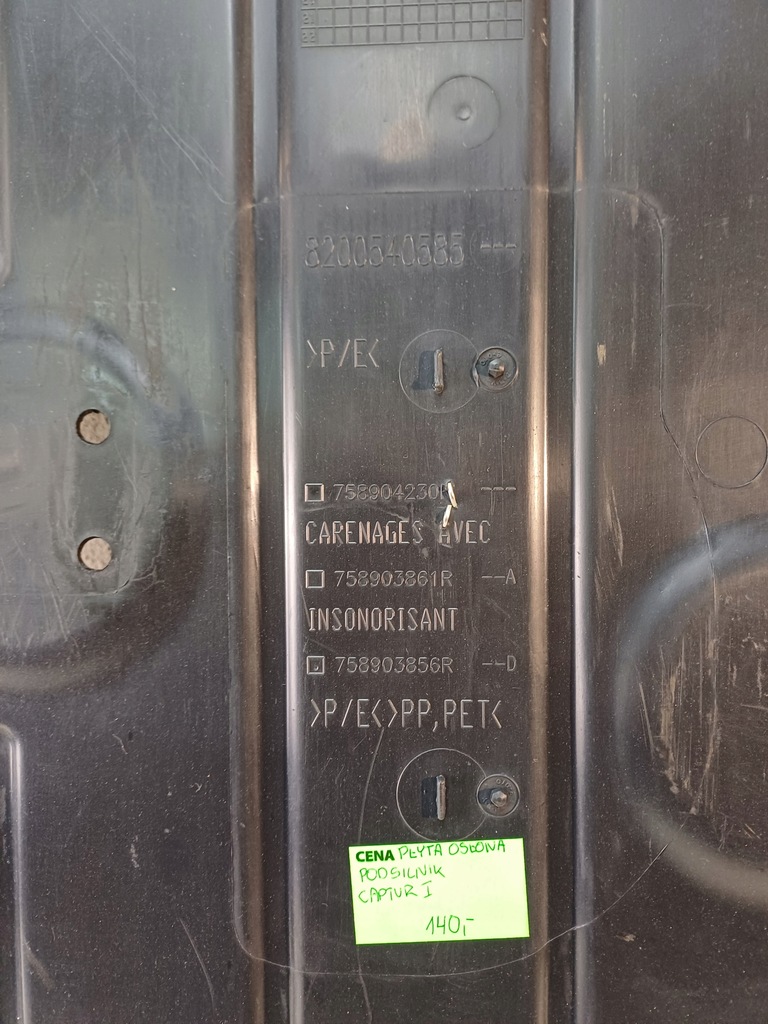 8200540585 ---
>P/E<
758904230R ---
CARENAGES AVEC
758903861R --A
INSONORISANT
758903856R --D
>P/E<>PP,PET<
CENA PŁYTA OSŁONA
PODSILNIK
CAPTUR I
140,-